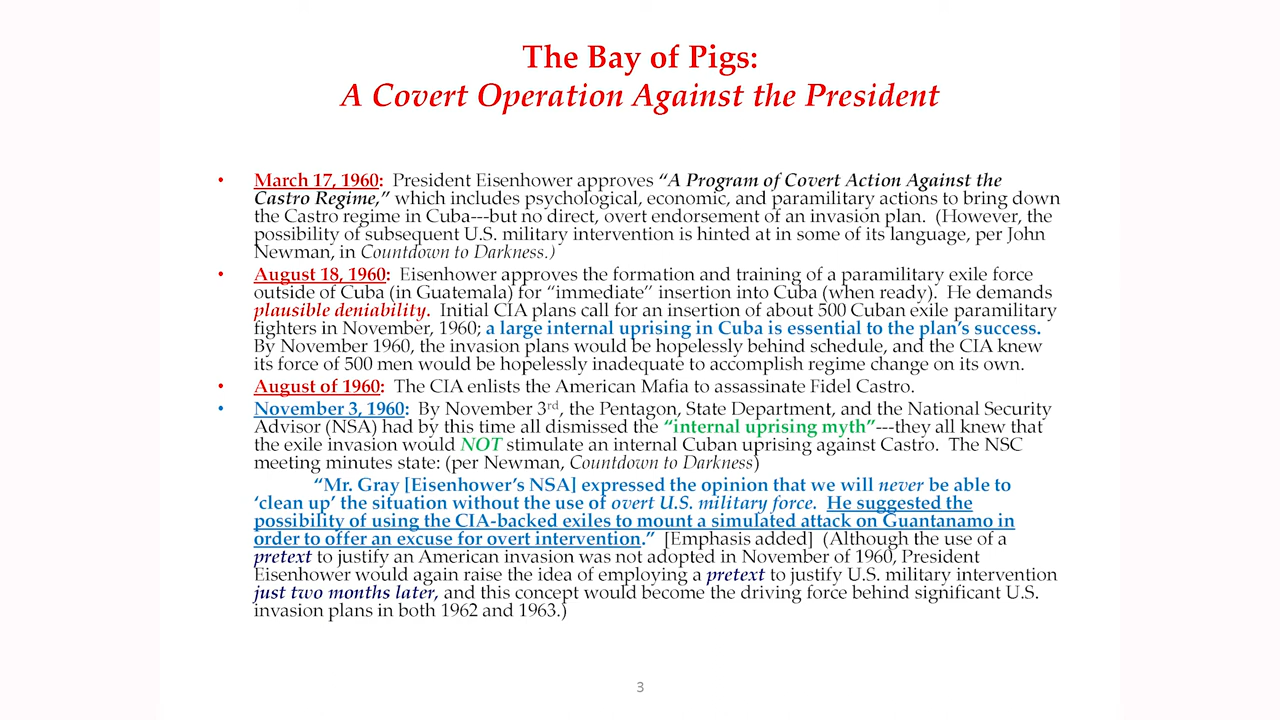 The Bay of Pigs:
A Covert Operation Against the President
• March 17, 1960: President Eisenhower approves “A Program of Covert Action Against the
Castro Regime,” which includes psychological, economic, and paramilitary actions to bring down
the Castro regime in Cuba---but no direct, overt endorsement of an invasion plan. (However, the
possibility of subsequent U.S. military intervention is hinted at in some of its language, per John
Newman, in Countdown to Darkness.)
• August 18, 1960: Eisenhower approves the formation and training of a paramilitary exile force
outside of Cuba (in Guatemala) for “immediate” insertion into Cuba (when ready). He demands
plausible deniability. Initial CIA plans call for an insertion of about 500 Cuban exile paramilitary
fighters in November, 1960; a large internal uprising in Cuba is essential to the plan’s success.
By November 1960, the invasion plans would be hopelessly behind schedule, and the CIA knew
its force of 500 men would be hopelessly inadequate to accomplish regime change on its own.
• August of 1960: The CIA enlists the American Mafia to assassinate Fidel Castro.
• November 3, 1960: By November 3rd, the Pentagon, State Department, and the National Security
Advisor (NSA) had by this time all dismissed the “internal uprising myth”---they all knew that
the exile invasion would NOT stimulate an internal Cuban uprising against Castro. The NSC
meeting minutes state: (per Newman, Countdown to Darkness)
“Mr. Gray [Eisenhower’s NSA] expressed the opinion that we will never be able to
‘clean up’ the situation without the use of overt U.S. military force. He suggested the
possibility of using the CIA-backed exiles to mount a simulated attack on Guantanamo in
order to offer an excuse for overt intervention.” [Emphasis added] (Although the use of a
pretext to justify an American invasion was not adopted in November of 1960, President
Eisenhower would again raise the idea of employing a pretext to justify U.S. military intervention
just two months later, and this concept would become the driving force behind significant U.S.
invasion plans in both 1962 and 1963.)
3